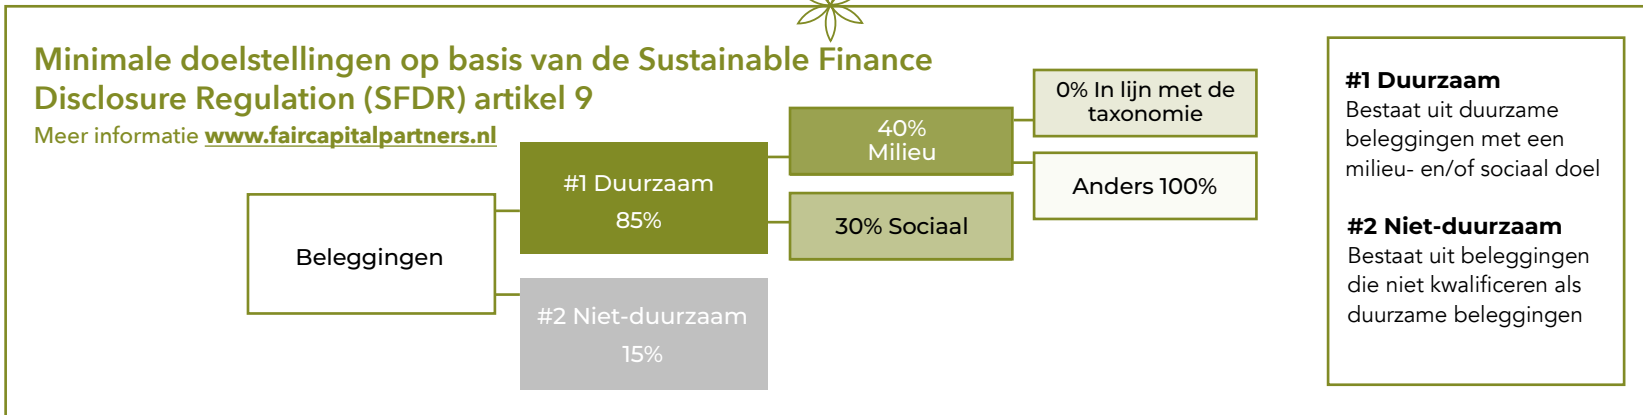 Minimale doelstellingen op basis van de Sustainable Finance
Disclosure Regulation (SFDR) artikel 9
Meer informatie www.faircapitalpartners.nl
Beleggingen
#1 Duurzaam
85%
#2 Niet-duurzaam
15%
40%
Milieu
30% Sociaal
0% In lijn met de
taxonomie
Anders 100%
#1 Duurzaam
Bestaat uit duurzame
beleggingen met een
milieu- en/of sociaal doel
#2 Niet-duurzaam
Bestaat uit beleggingen
die niet kwalificeren als
duurzame beleggingen